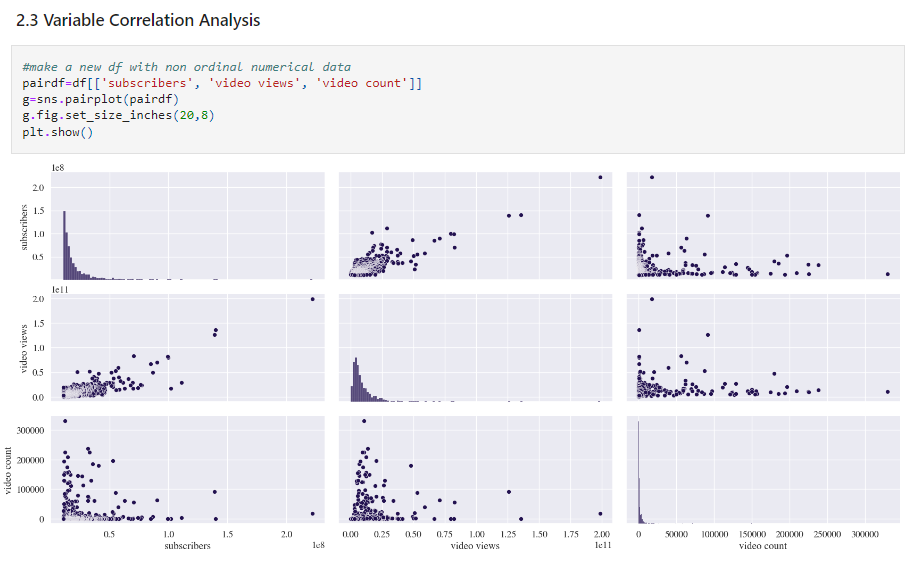 2.3 Variable Correlation Analysis
#make a new df with non ordinal numerical data
pairdf=df[['subscribers', 'video views', 'video count']]
g=sns.pairplot(pairdf)
g.fig.set_size_inches(20,8)
plt.show()
1e8
2.0
1.5
1.0
0.5
subscribers
1e11
2.0
1.5
1.0
0.5
0.0
video views
300000
200000
100000
0
video count
0.5 1.0 1.5 2.0
subscribers 1e8
0.00 0.25 0.50 0.75 1.00 1.25 1.50 1.75 2.00
video views 1e11
0 50000 100000 150000 200000 250000 300000
video count